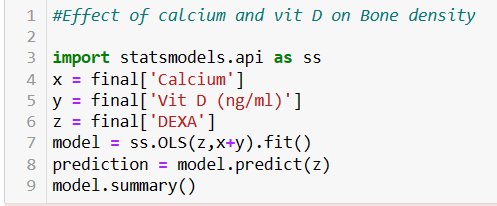 1 #Effect of calcium and vit D on Bone density
2
3 import statsmodels.api as ss
4 x = final['Calcium']
5 y = final['Vit D (ng/ml)']
6 z = final['DEXA']
7 model = ss.OLS(z,x+y).fit()
8 prediction = model.predict(z)
9 model.summary()